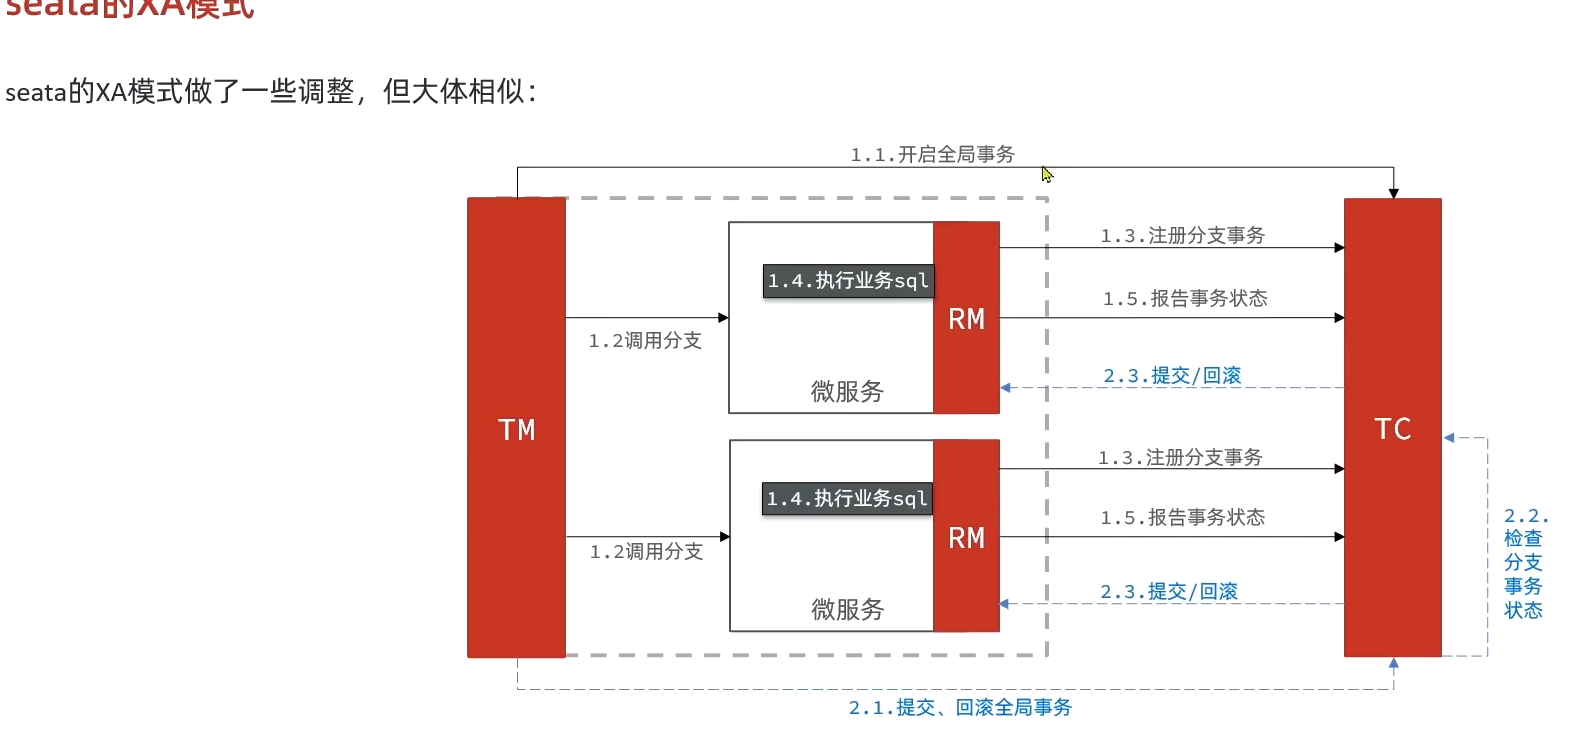 seata的XA模式
seata的XA模式做了一些调整，但大体相似：
1.1.开启全局事务
1.3.注册分支事务
1.4.执行业务sql
1.5.报告事务状态
RM
1.2调用分支
2.3.提交/回滚
微服务
TM
TC
1.3.注册分支事务
1.4.执行业务sql
1.5.报告事务状态
RM
1.2调用分支
2.3.提交/回滚
微服务
2.2.
检查
分支
事务
状态
2.1.提交、回滚全局事务